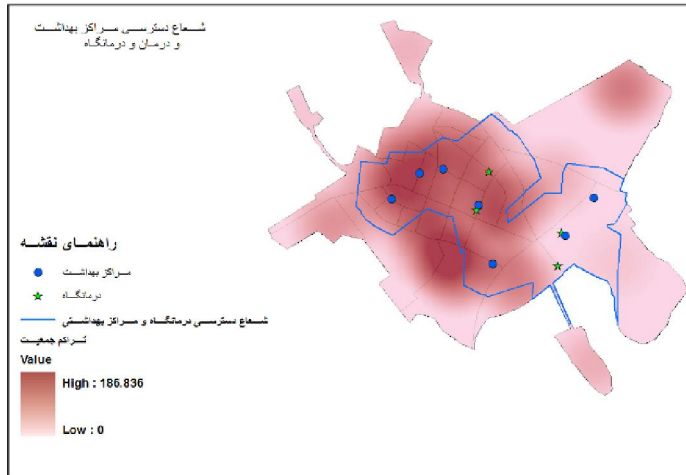 شعاع دسترسی مراکز بهداشت
و درمان و درمانگاه
راهنمای نقشه
مراکز بهداشت
درمانگاه
شعاع دسترسی درمانگاه و مراکز بهداشتی
تراکم جمعیت
Value
High : 186.836
Low : 0